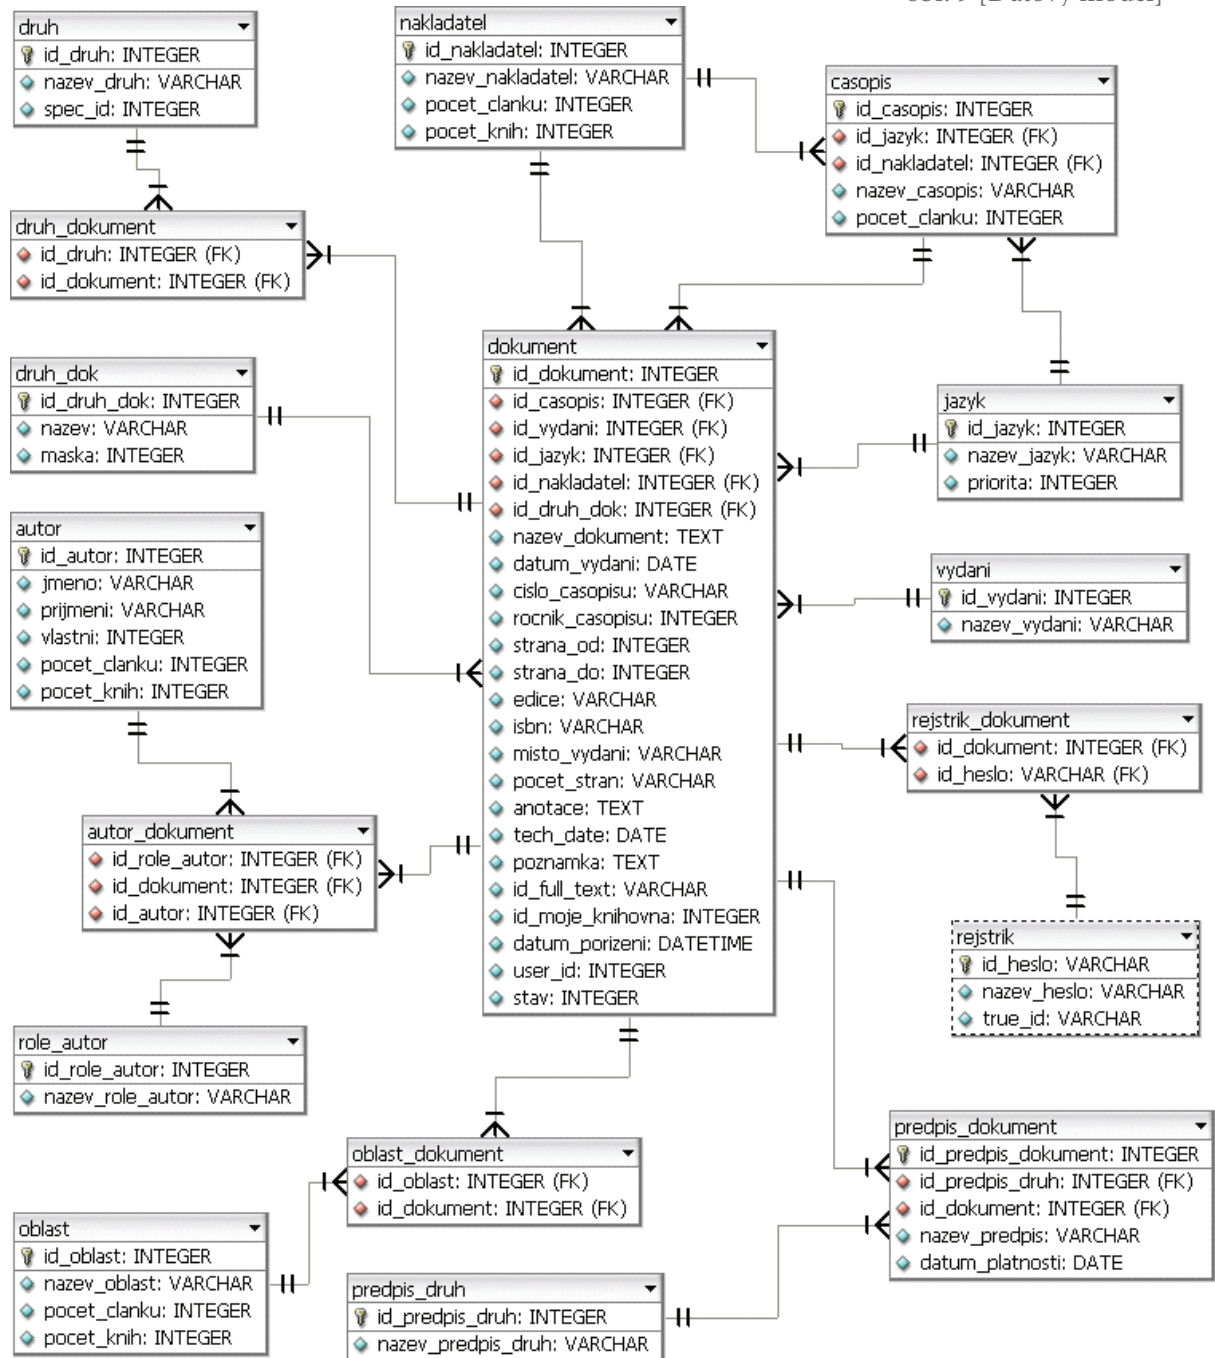 druh
id_druh: INTEGER
nazev_druh: VARCHAR
spec_id: INTEGER
nakladatel
id_nakladatel: INTEGER
nazev_nakladatel: VARCHAR
pocet_clanku: INTEGER
pocet_knih: INTEGER
casopis
id_casopis: INTEGER
id_jazyk: INTEGER (FK)
id_nakladatel: INTEGER (FK)
nazev_casopis: VARCHAR
pocet_clanku: INTEGER
druh_dokument
id_druh: INTEGER (FK)
id_dokument: INTEGER (FK)
druh_dok
id_druh_dok: INTEGER
nazev: VARCHAR
maska: INTEGER
dokument
id_dokument: INTEGER
id_casopis: INTEGER (FK)
id_vydani: INTEGER (FK)
id_jazyk: INTEGER (FK)
id_nakladatel: INTEGER (FK)
id_druh_dok: INTEGER (FK)
nazev_dokument: TEXT
datum_vydani: DATE
cislo_casopisu: VARCHAR
rocnik_casopisu: INTEGER
strana_od: INTEGER
strana_do: INTEGER
edice: VARCHAR
isbn: VARCHAR
misto_vydani: VARCHAR
pocet_stran: VARCHAR
anotace: TEXT
tech_date: DATE
poznamka: TEXT
id_full_text: VARCHAR
id_moje_knihovna: INTEGER
datum_porizeni: DATETIME
user_id: INTEGER
stav: INTEGER
jazyk
id_jazyk: INTEGER
nazev_jazyk: VARCHAR
priorita: INTEGER
autor
id_autor: INTEGER
jmeno: VARCHAR
prijmeni: VARCHAR
vlastni: INTEGER
pocet_clanku: INTEGER
pocet_knih: INTEGER
vydani
id_vydani: INTEGER
nazev_vydani: VARCHAR
rejstrik_dokument
id_dokument: INTEGER (FK)
id_heslo: VARCHAR (FK)
autor_dokument
id_role_autor: INTEGER (FK)
id_dokument: INTEGER (FK)
id_autor: INTEGER (FK)
rejstrik
id_heslo: VARCHAR
nazev_heslo: VARCHAR
true_id: VARCHAR
role_autor
id_role_autor: INTEGER
nazev_role_autor: VARCHAR
oblast_dokument
id_oblast: INTEGER (FK)
id_dokument: INTEGER (FK)
predpis_dokument
id_predpis_dokument: INTEGER
id_predpis_druh: INTEGER (FK)
id_dokument: INTEGER (FK)
nazev_predpis: VARCHAR
datum_platnosti: DATE
oblast
id_oblast: INTEGER
nazev_oblast: VARCHAR
pocet_clanku: INTEGER
pocet_knih: INTEGER
predpis_druh
id_predpis_druh: INTEGER
nazev_predpis_druh: VARCHAR